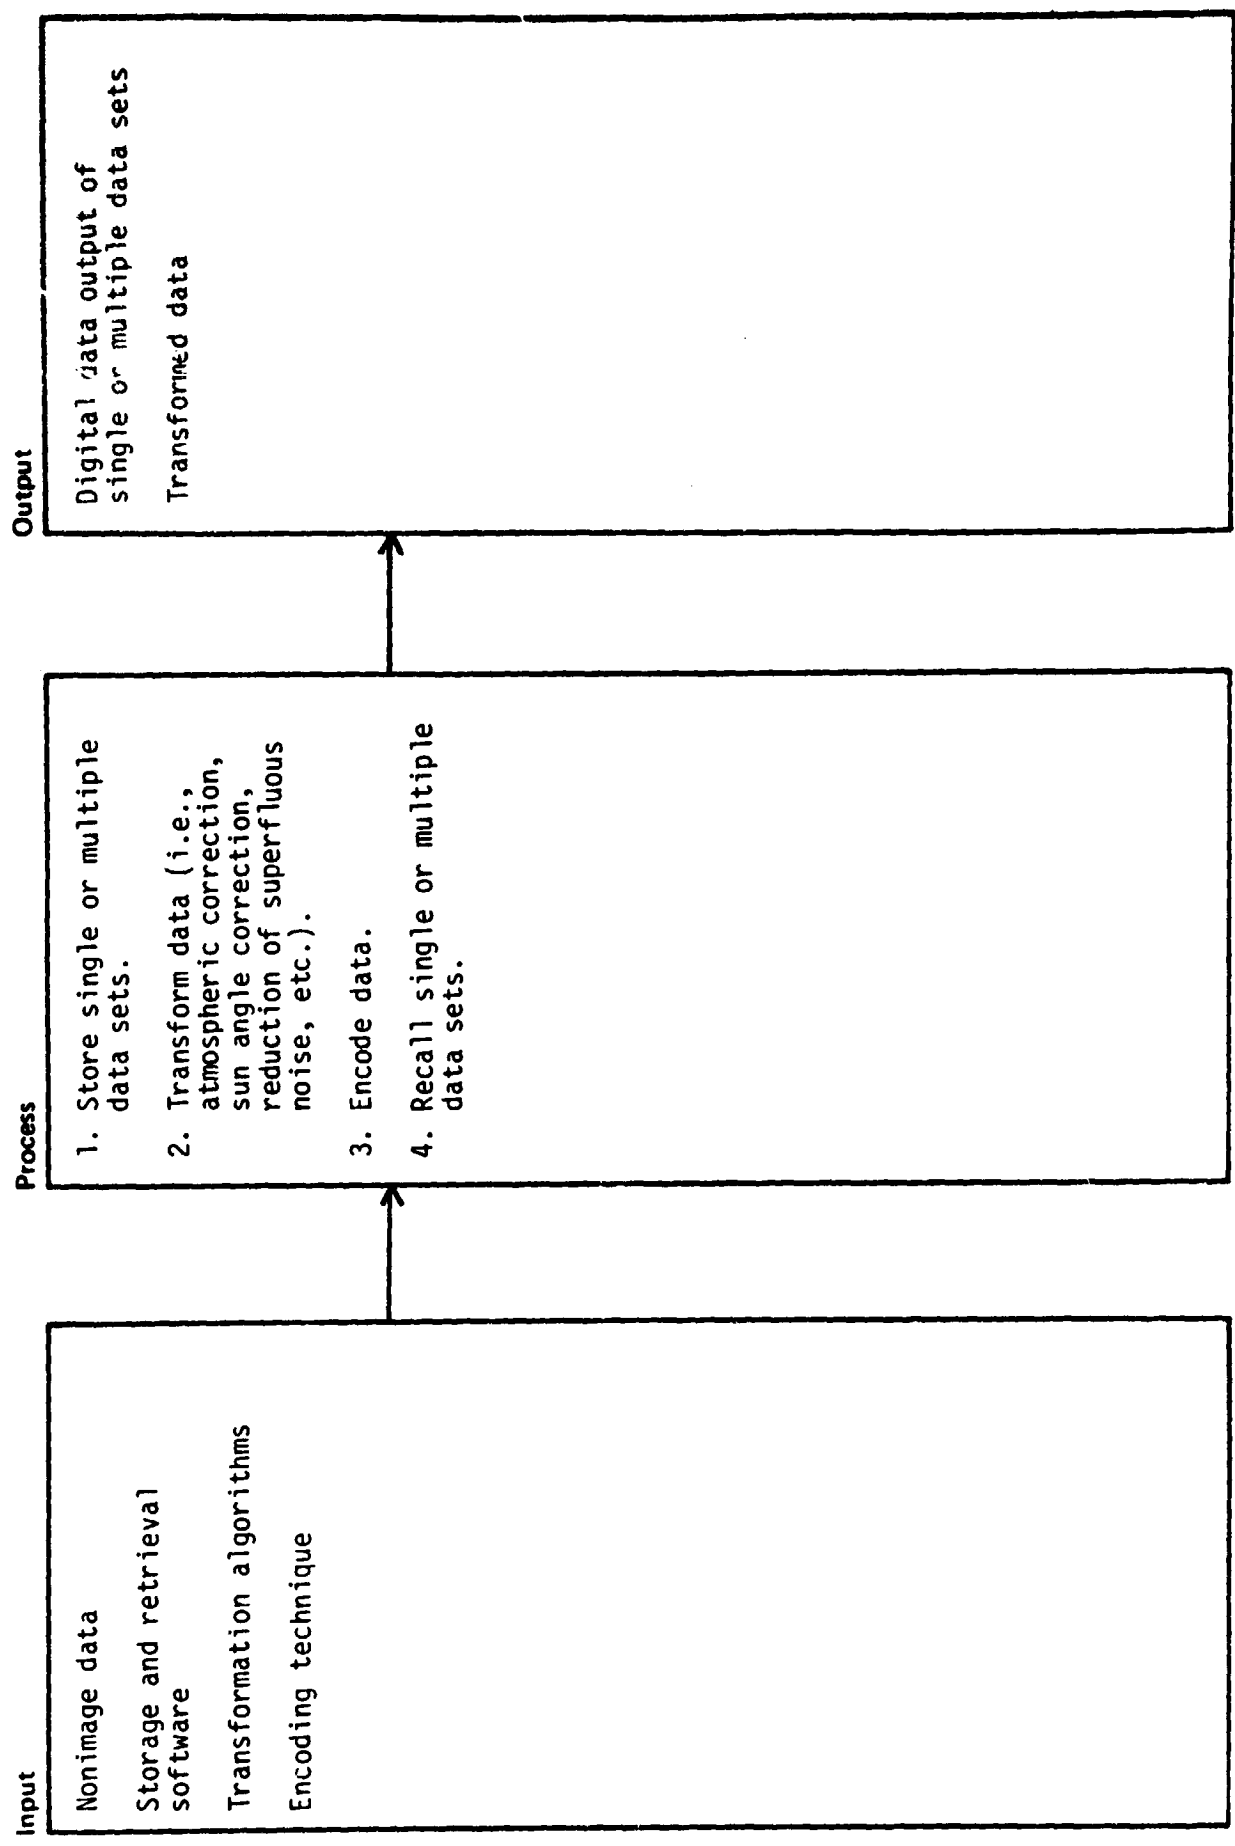 Input
Nonimage data
Storage and retrieval
software
Transformation algorithms
Encoding technique
Process
1. Store single or multiple
data sets.
2. Transform data (i.e.,
atmospheric correction,
sun angle correction,
reduction of superfluous
noise, etc.).
3. Encode data.
4. Recall single or multiple
data sets.
Output
Digital data output of
single or multiple data sets
Transformed data